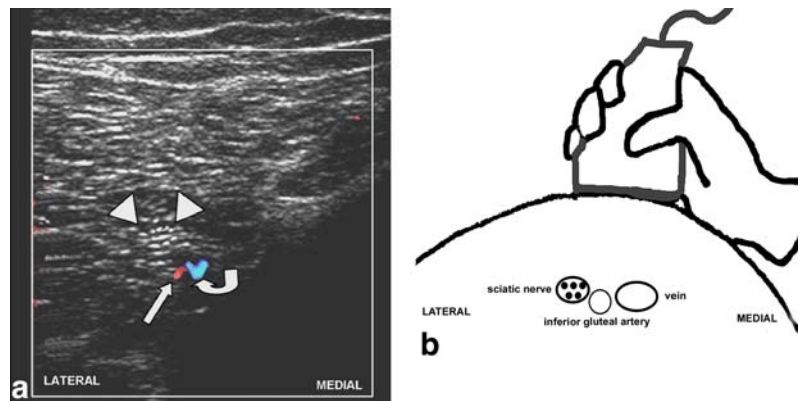 LATERAL
MEDIAL
a
sciatic nerve
vein
inferior gluteal artery
LATERAL
MEDIAL
b